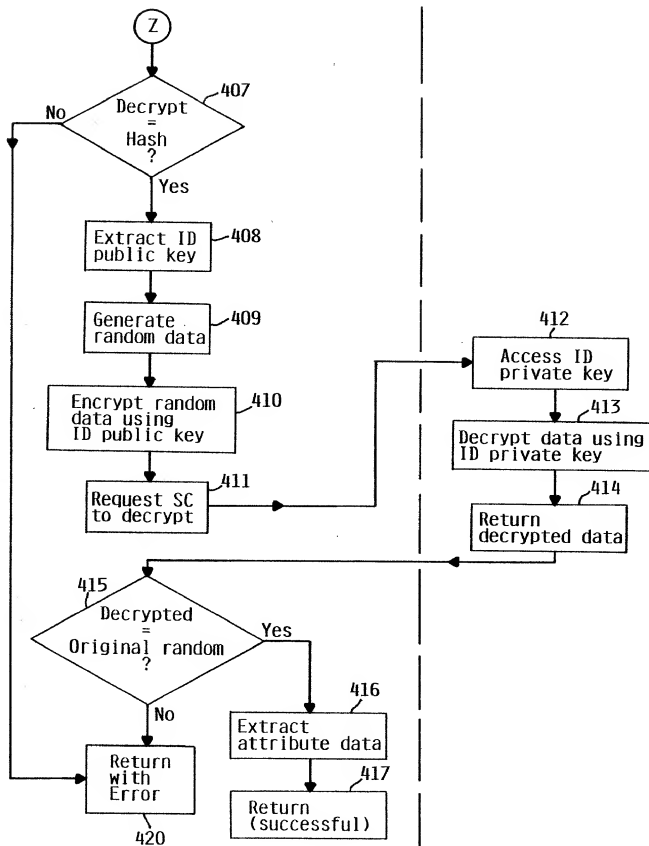 Z
407
No
Decrypt
=
Hash
?
Yes
Extract ID
public key
408
Generate
random data
409
412
Access ID
private key
Encrypt random
data using
ID public key
410
413
Decrypt data using
ID private key
411
Request SC
to decrypt
414
Return
decrypted data
415
Decrypted
=
Original random
?
Yes
No
416
Extract
attribute data
Return
with
Error
420
417
Return
(successful)